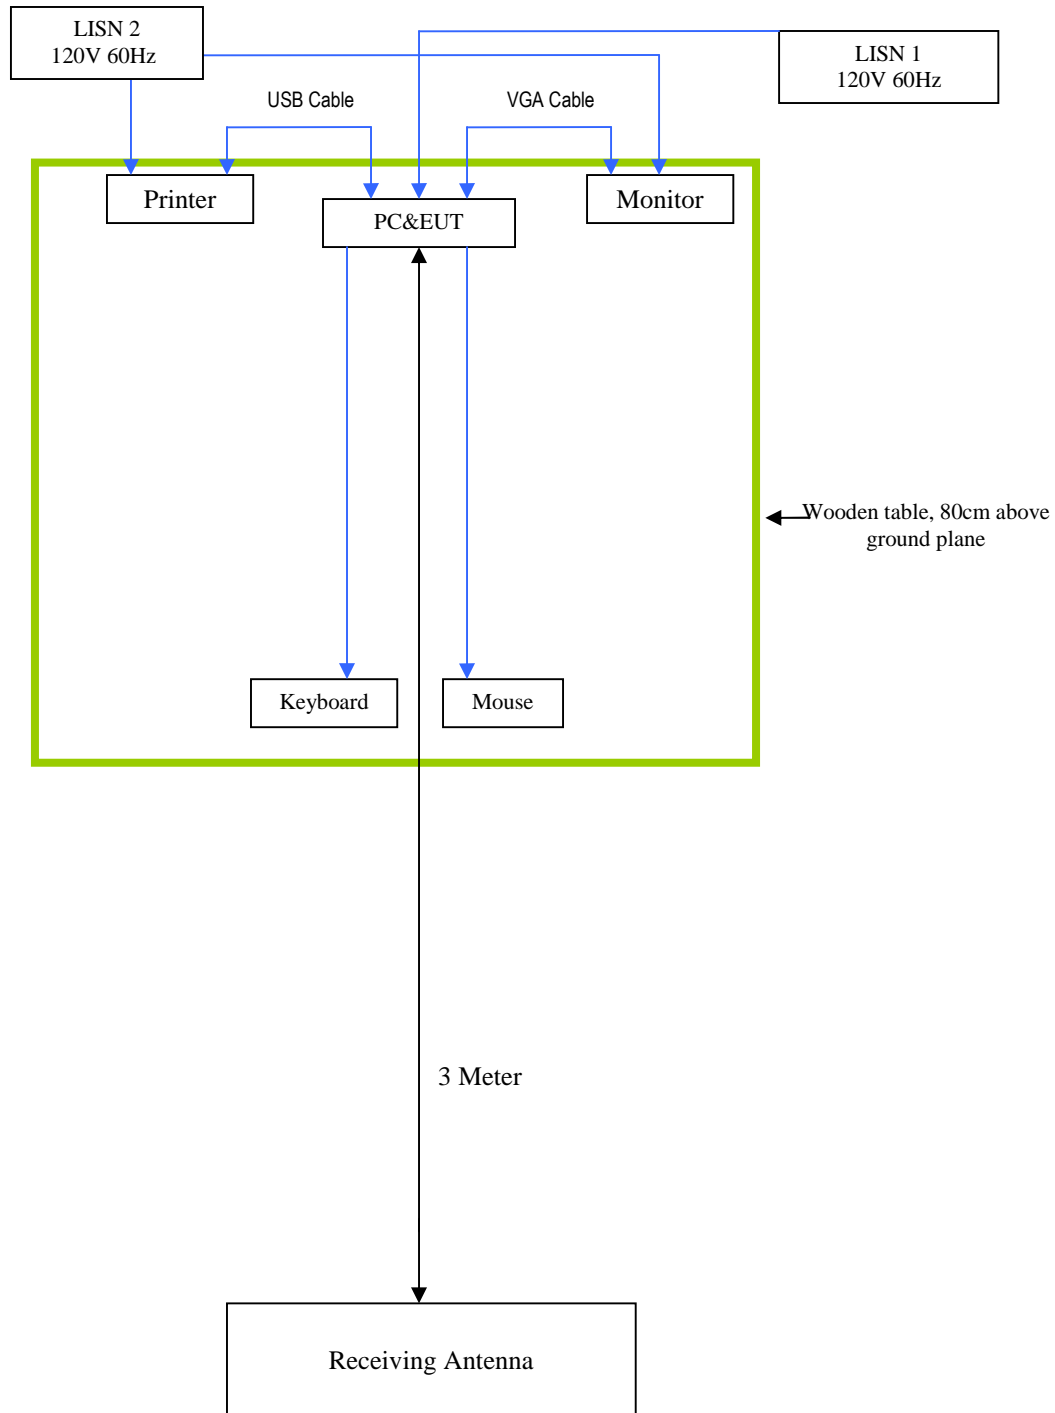 LISN 2
120V 60Hz
LISN 1
120V 60Hz
USB Cable
VGA Cable
Printer
PC&EUT
Monitor
Wooden table, 80cm above
ground plane
Keyboard
Mouse
3 Meter
Receiving Antenna